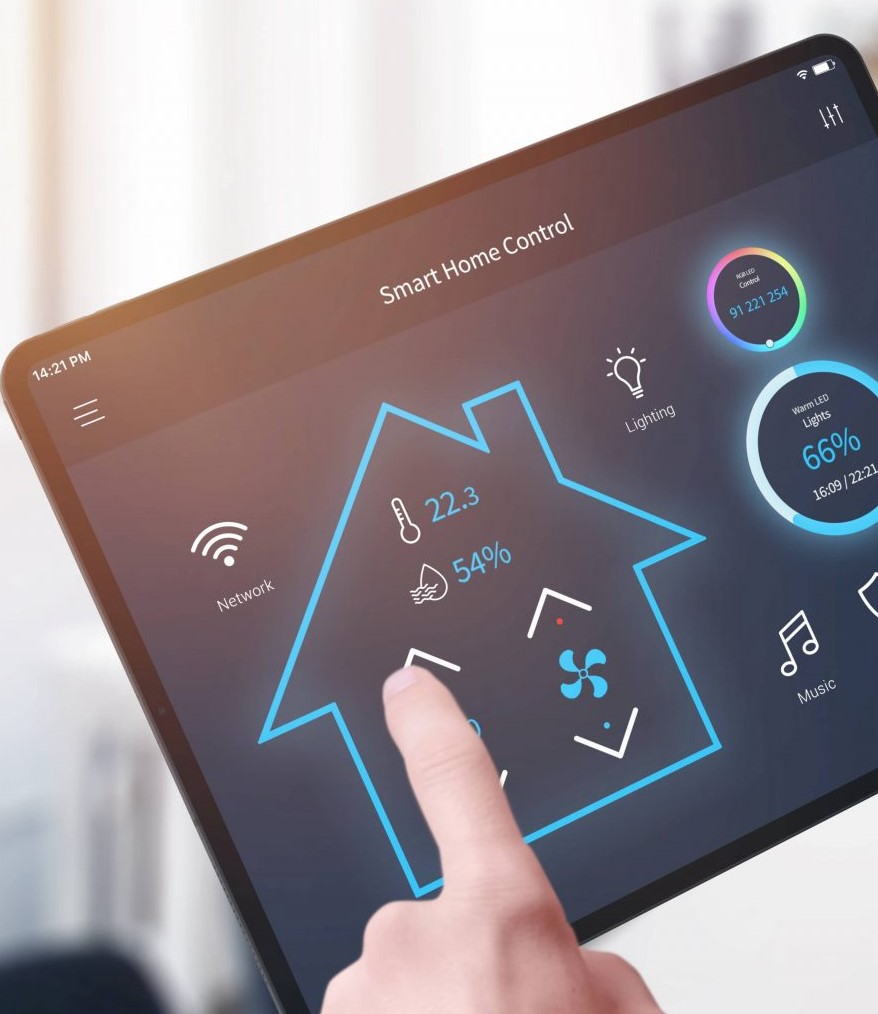 14:21 PM
Smart Home Control
Network
22.3
54%
Lighting
RGB LED
Control
91 221 254
Warm LED
Lights
66%
16:09 / 22:21
Music